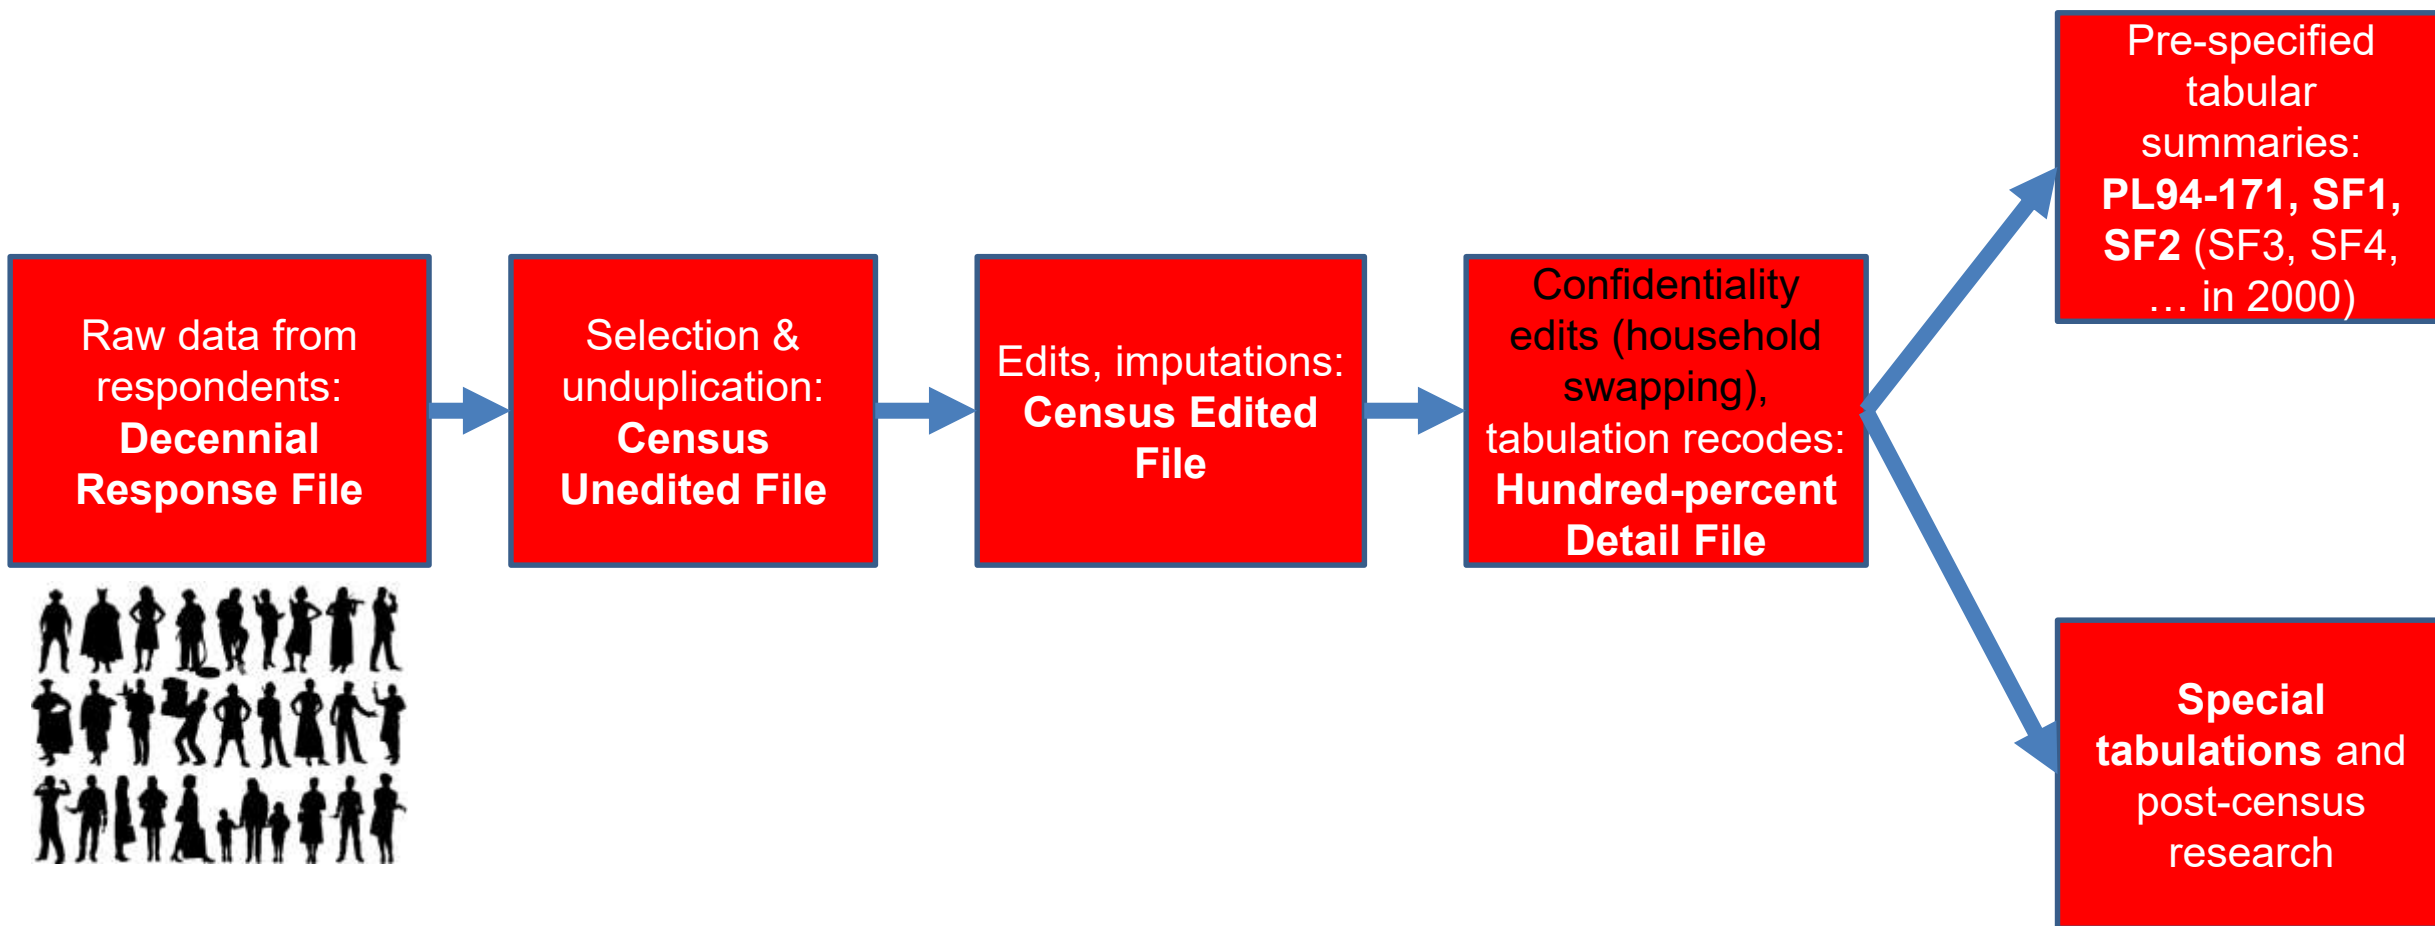 Raw data from
respondents:
Decennial
Response File
Selection &
unduplication:
Census
Unedited File
Edits, imputations:
Census Edited
File
Confidentiality
edits (household
swapping),
tabulation recodes:
Hundred-percent
Detail File
Pre-specified
tabular
summaries:
PL94-171, SF1,
SF2 (SF3, SF4,
… in 2000)
Special
tabulations and
post-census
research